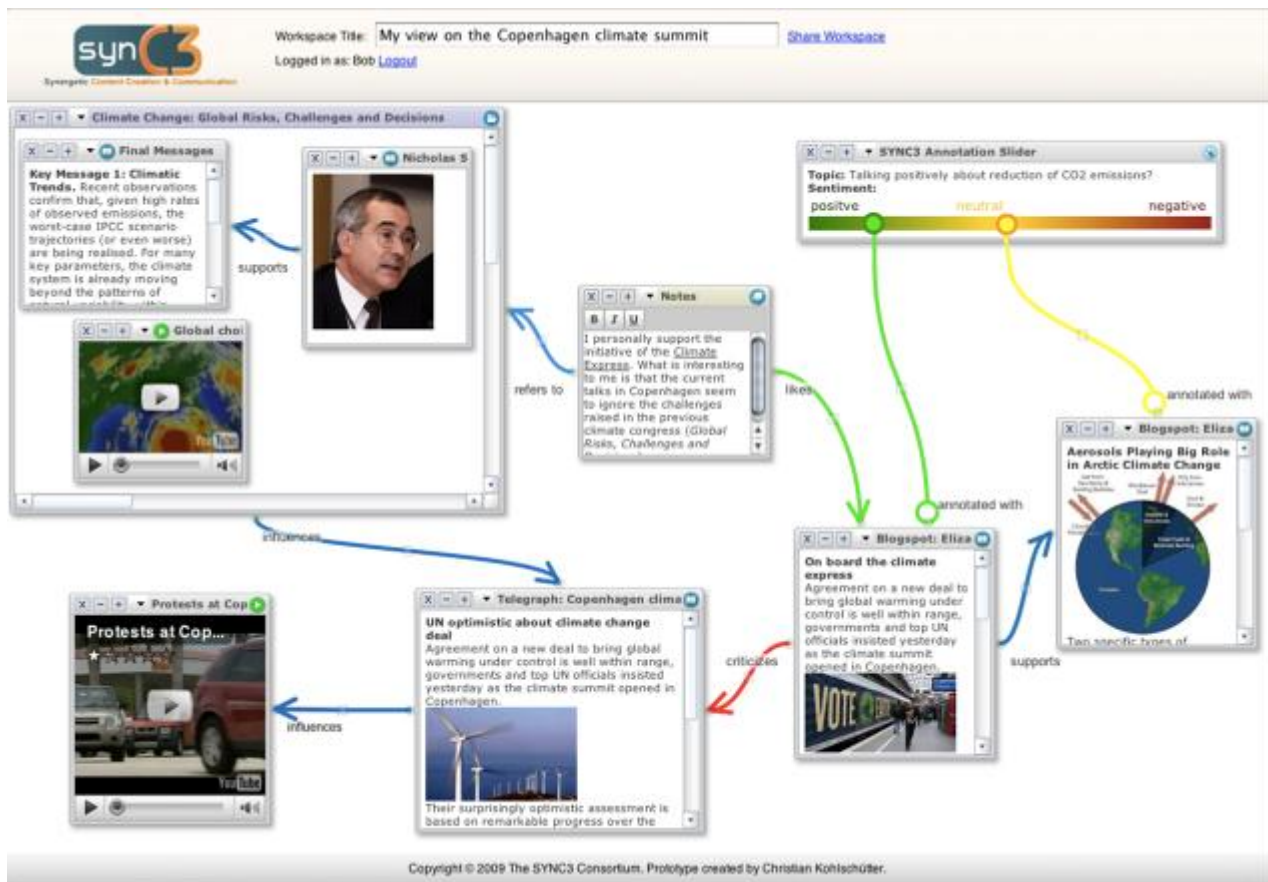 synC3
Synergetic Content Creation & Communication
Workspace Title: My view on the Copenhagen climate summit Share Workspace
Logged in as: Bob Logout
X - + Climate Change: Global Risks, Challenges and Decisions
X - + Final Messages
Key Message 1: Climatic
Trends. Recent observations
confirm that, given high rates
of observed emissions, the
worst-case IPCC scenario
trajectories (or even worse)
are being realised. For many
key parameters, the climate
system is already moving
beyond the patterns of
supports
X - + Nicholas S
X - + Global choi
YouTube
X - + SYNC3 Annotation Slider
Topic: Talking positively about reduction of CO2 emissions?
Sentiment:
positve neutral negative
X - + Notes
B I U
I personally support the
initiative of the Climate
Express. What is interesting
to me is that the current
talks in Copenhagen seem
to ignore the challenges
raised in the previous
climate congress (Global
Risks, Challenges and
refers to
likes
annotated with
annotated with
X - + Blogspot: Eliza
Aerosols Playing Big Role
in Arctic Climate Change
Two specific types of
X - + Blogspot: Eliza
On board the climate
express
Agreement on a new deal to
bring global warming under
control is well within range,
governments and top UN
officials insisted yesterday
as the climate summit
opened in Copenhagen.
VOTE
supports
criticizes
influences
X - + Telegraph: Copenhagen clima
UN optimistic about climate change
deal
Agreement on a new deal to bring global
warming under control is well within range,
governments and top UN officials insisted
yesterday as the climate summit opened in
Copenhagen.
Their surprisingly optimistic assessment is
based on remarkable progress over the
influences
X - + Protests at Cop
Protests at Cop...
YouTube
Copyright © 2009 The SYNC3 Consortium. Prototype created by Christian Kohlschütter.